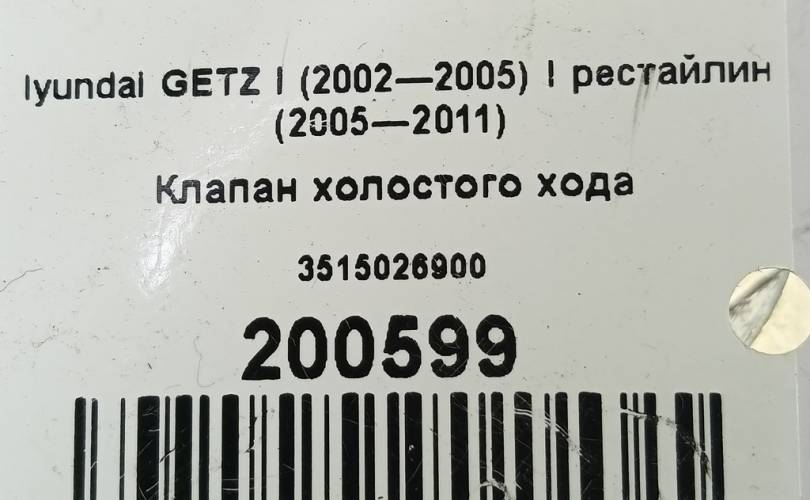 lyundai GETZ I (2002—2005) I рестайлин
(2005—2011)
Клапан холостого хода
3515026900
200599